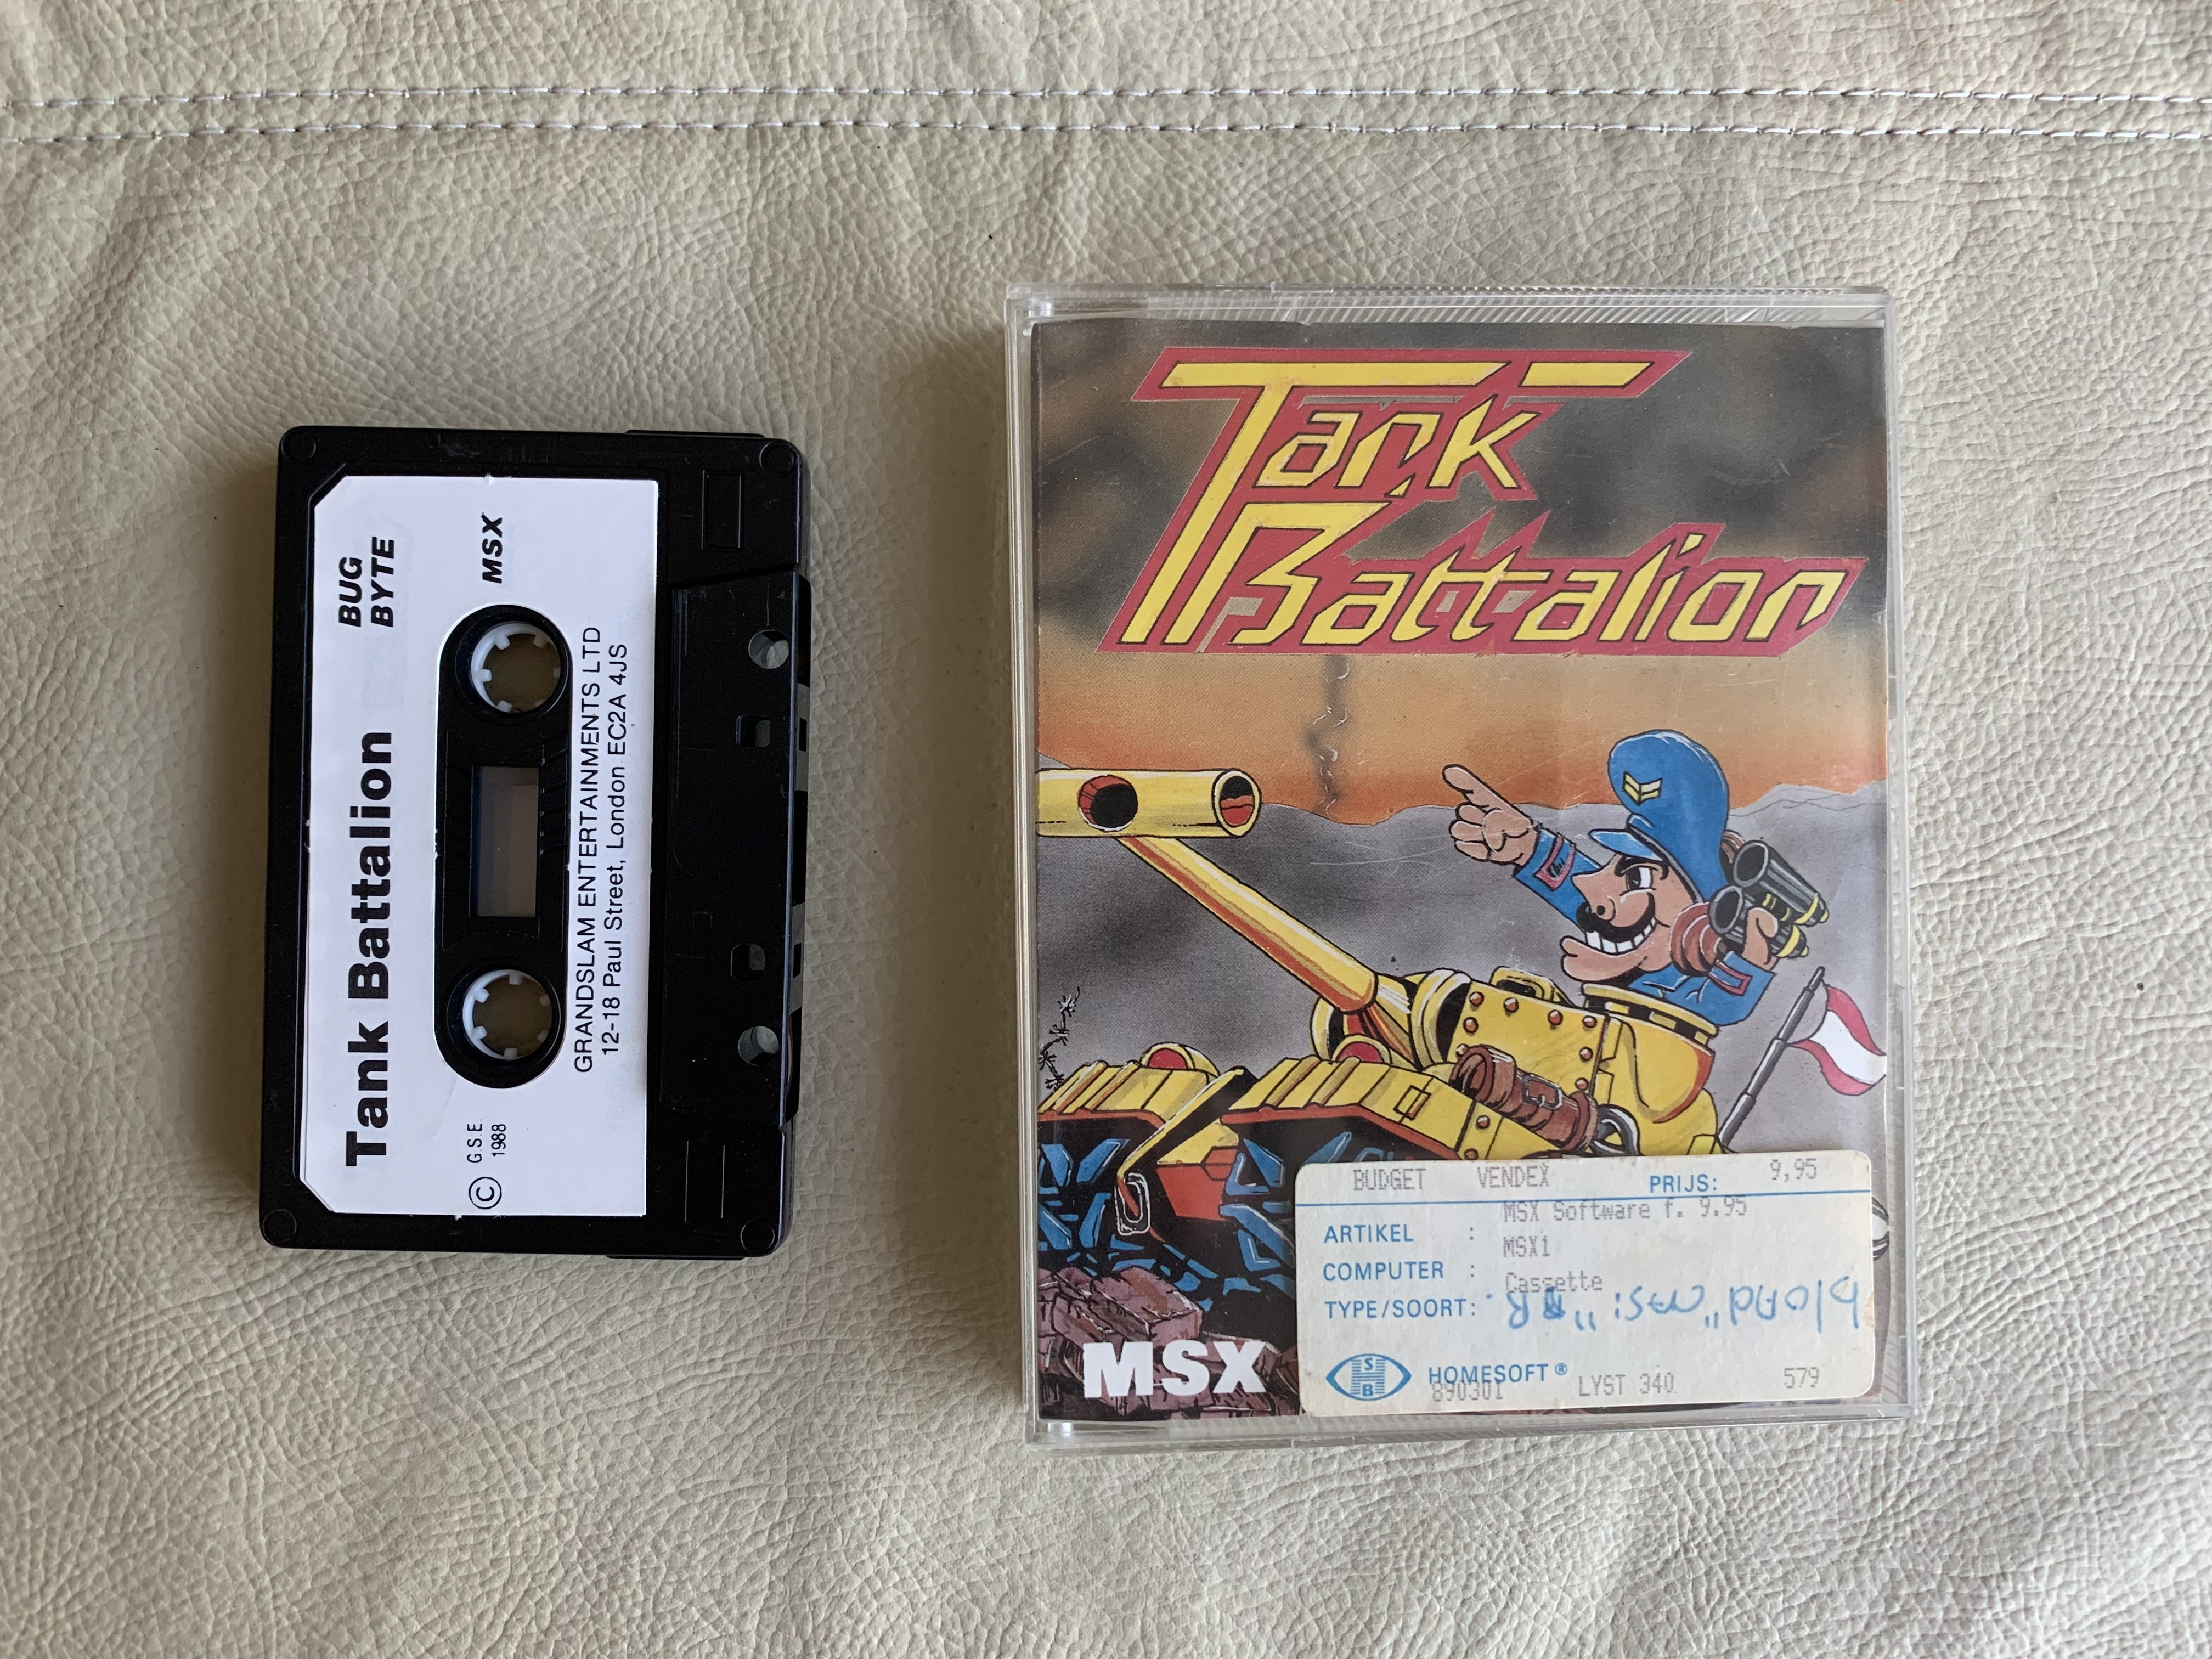 Tank Battalion
BUG
BYTE
MSX
© G.S.E.
1988
GRANDSLAM ENTERTAINMENTS LTD
12-18 Paul Street, London EC2A 4JS
Tank
Battalion
BUDGET VENDEX PRIJS: 9,95
ARTIKEL : MSX Software f. 9.95
COMPUTER : MSX1
TYPE/SOORT: Cassette
SB HOMESOFT®
890301 LYST 340 579
MSX